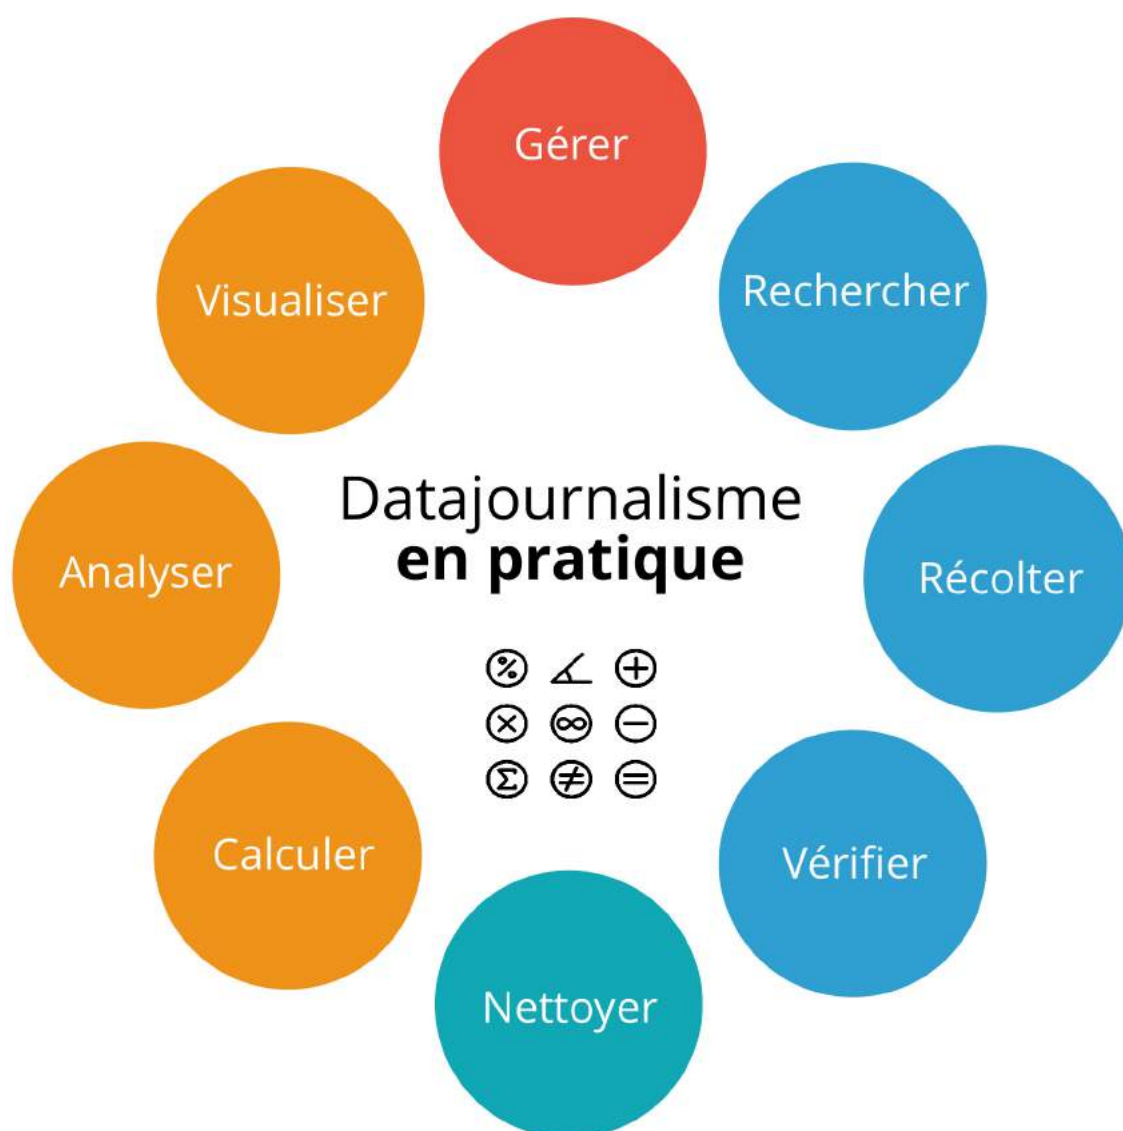 Gérer
Rechercher
Récolter
Vérifier
Nettoyer
Calculer
Analyser
Visualiser
Datajournalisme
en pratique
% +
× ∞ −
Σ ≠ =